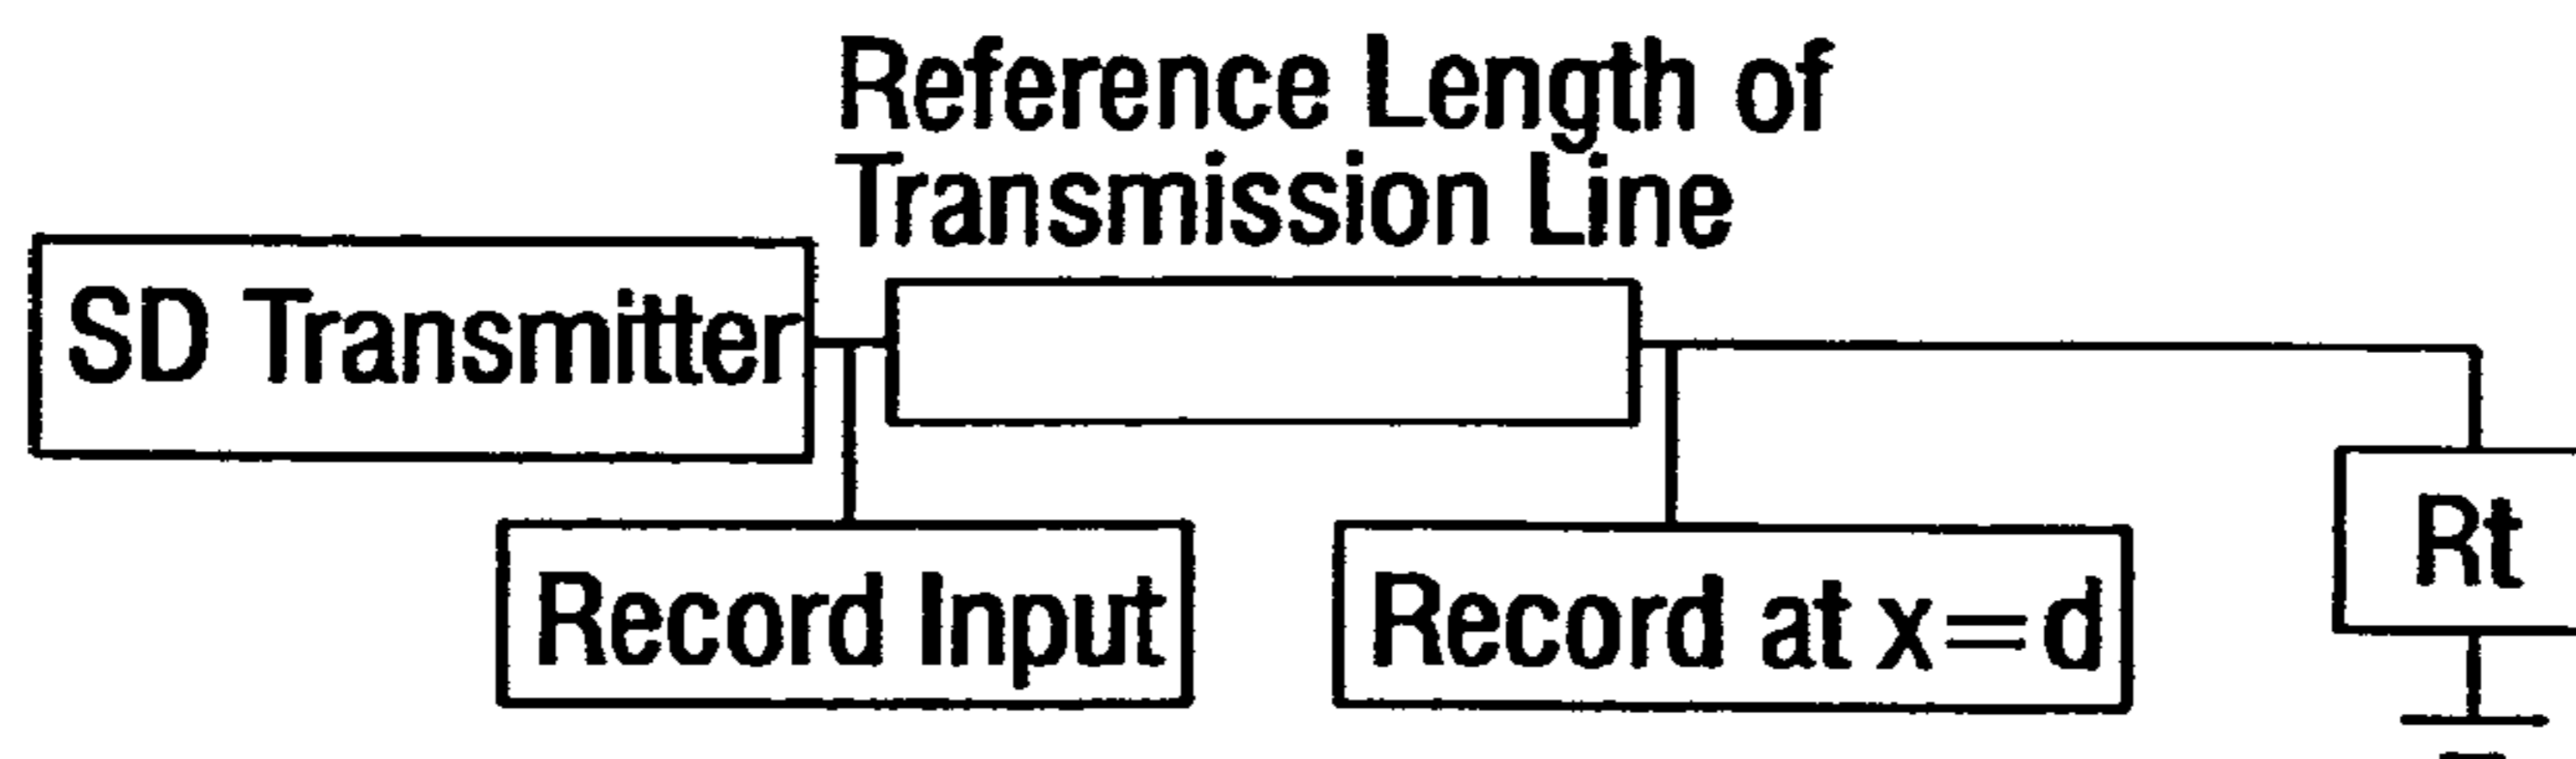 Reference Length of
Transmission Line
SD Transmitter
Record Input
Record at x=d
Rt